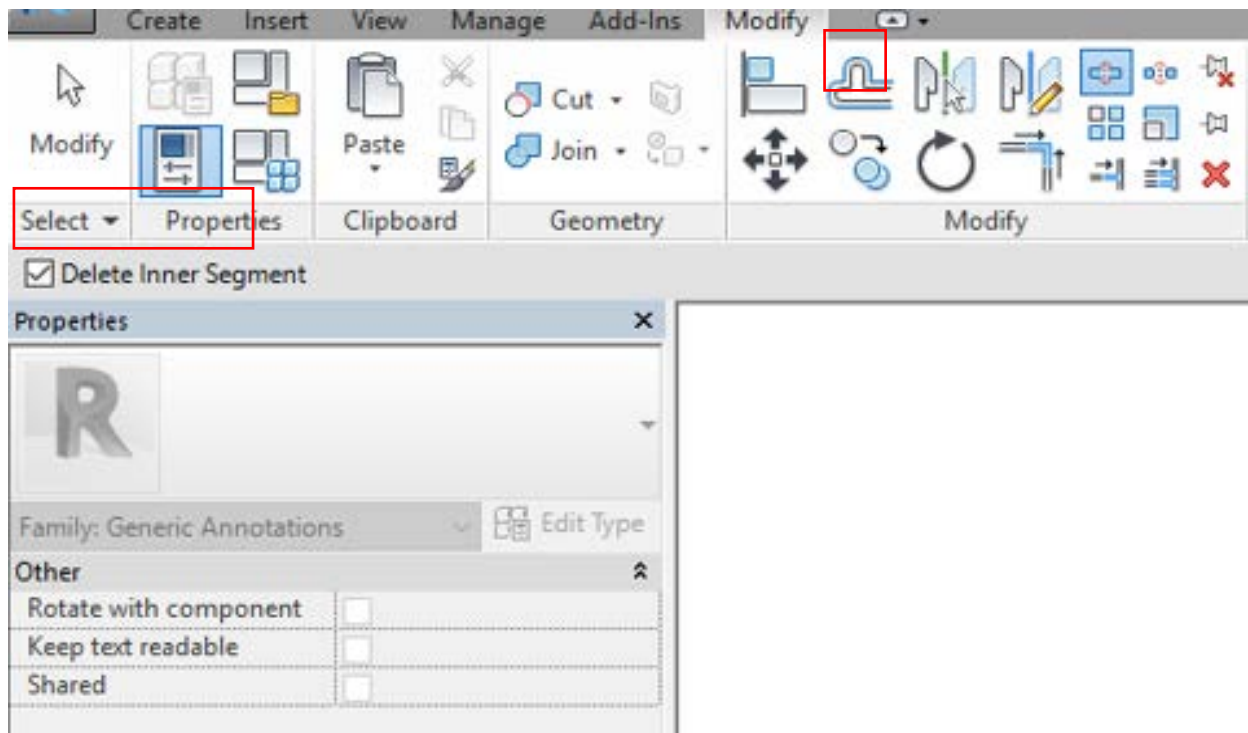 Create Insert View Manage Add-Ins Modify
Modify
Paste
Cut
Join
Select Properties Clipboard Geometry Modify
Delete Inner Segment
Properties
R
Family: Generic Annotations Edit Type
Other
Rotate with component
Keep text readable
Shared